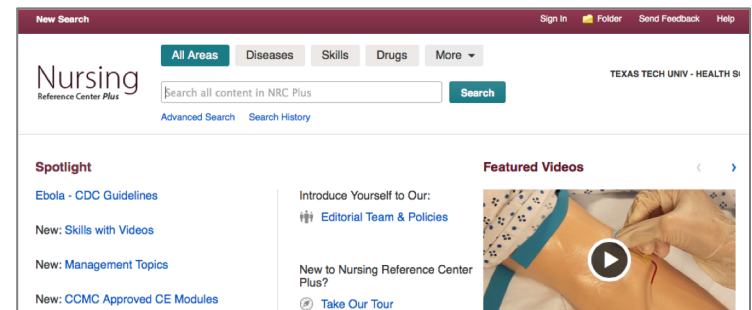 New Search
Sign In
Folder
Send Feedback
Help
Nursing
Reference Center Plus
All Areas
Diseases
Skills
Drugs
More
Search all content in NRC Plus
Search
Advanced Search
Search History
TEXAS TECH UNIV - HEALTH
Spotlight
Ebola - CDC Guidelines
New: Skills with Videos
New: Management Topics
New: CCMC Approved CE Modules
Introduce Yourself to Our:
Editorial Team & Policies
New to Nursing Reference Center
Plus?
Take Our Tour
Featured Videos